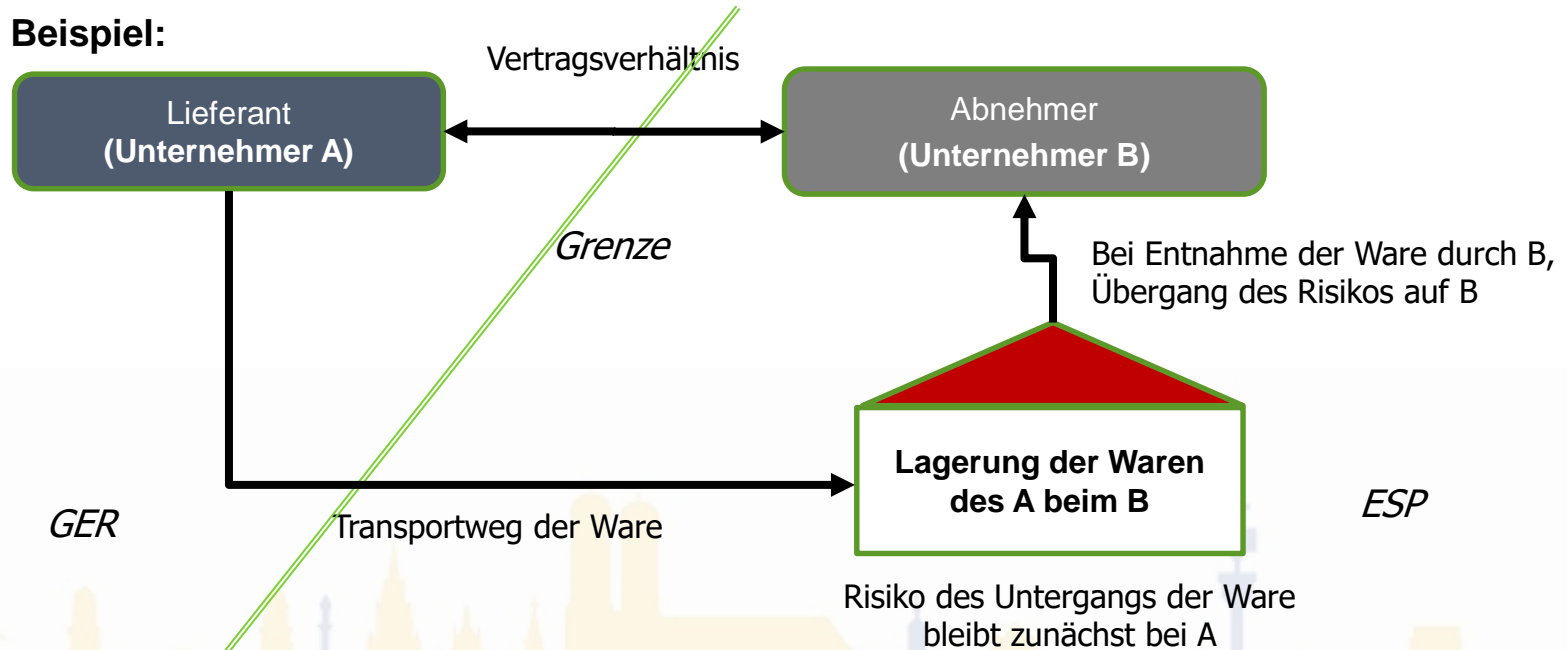 Beispiel:
Vertragsverhältnis
Lieferant
(Unternehmer A)
Abnehmer
(Unternehmer B)
Grenze
Bei Entnahme der Ware durch B,
Übergang des Risikos auf B
Lagerung der Waren
des A beim B
GER
Transportweg der Ware
ESP
Risiko des Untergangs der Ware
bleibt zunächst bei A